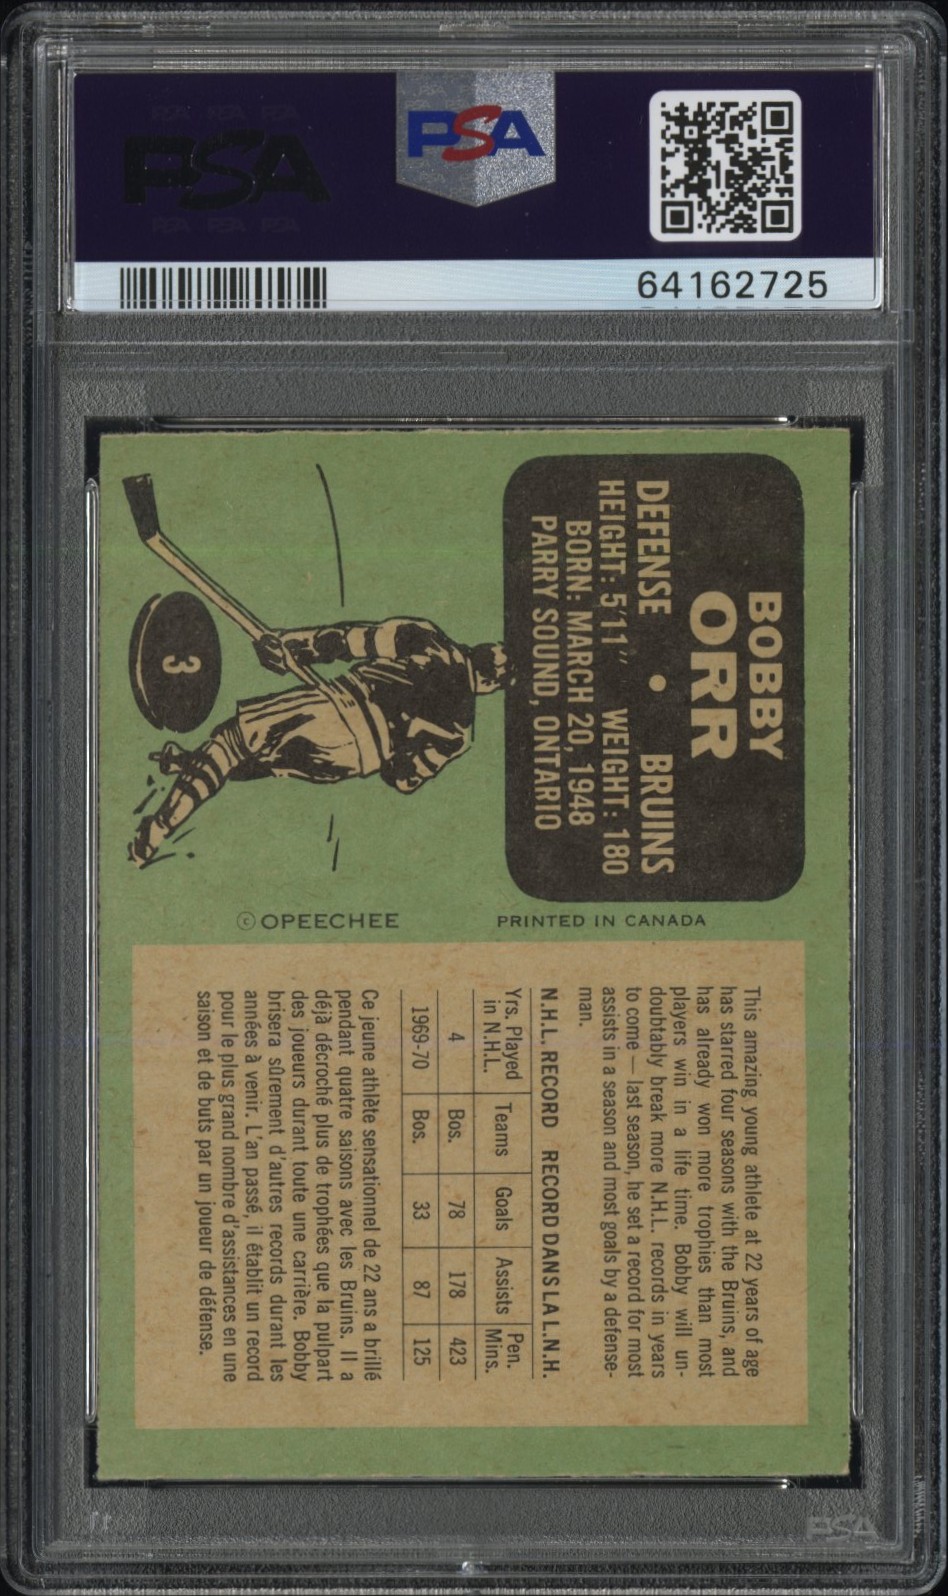 PSA
PSA
64162725
BOBBY
ORR
DEFENSE • BRUINS
HEIGHT: 5'11" WEIGHT: 180
BORN: MARCH 20, 1948
PARRY SOUND, ONTARIO
3
© OPEECHEE
PRINTED IN CANADA
This amazing young athlete at 22 years of age
has starred four seasons with the Bruins, and
has already won more trophies than most
players win in a life time. Bobby will un-
doubtably break more N.H.L. records in years
to come — last season, he set a record for most
assists in a season and most goals by a defense-
man.
N.H.L. RECORD RECORD DANS LA L.N.H.
Yrs. Played in N.H.L. Teams Goals Assists Pen. Mins.
4 Bos. 78 178 423
1969-70 Bos. 33 87 125
Ce jeune athlète sensationnel de 22 ans a brillé
pendant quatre saisons avec les Bruins. Il a
déjà décroché plus de trophées que la pulpart
des joueurs durant toute une carrière. Bobby
brisera sûrement d'autres records durant les
années à venir. L'an passé, il établit un record
pour le plus grand nombre d'assistances en une
saison et de buts par un joueur de défense.
PSA